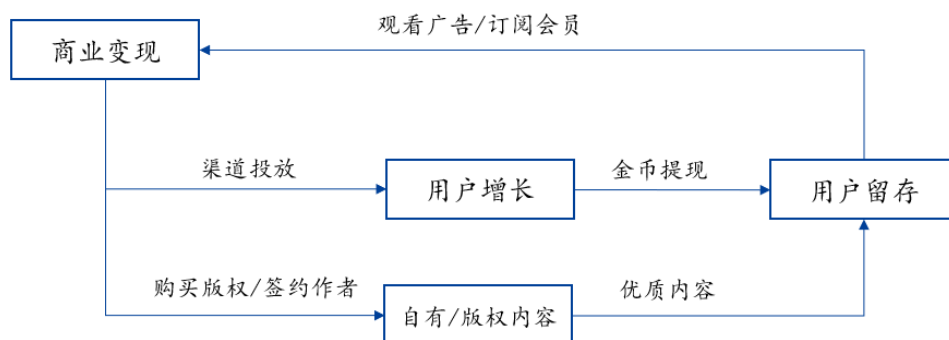 观看广告/订阅会员
商业变现
渠道投放
用户增长
金币提现
用户留存
购买版权/签约作者
自有/版权内容
优质内容